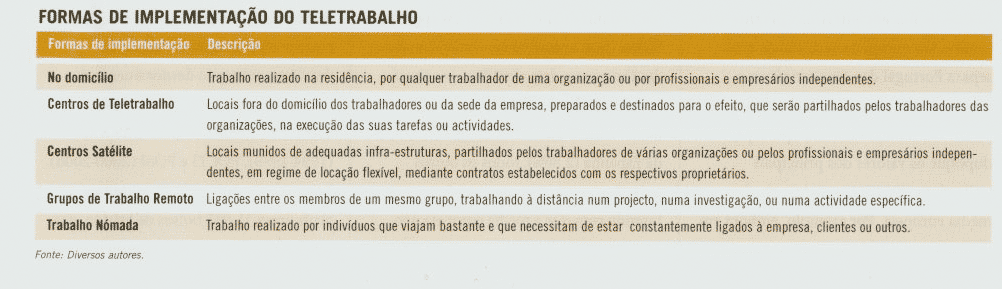 FORMAS DE IMPLEMENTAÇÃO DO TELETRABALHO
Formas de implementação Descrição
No domicílio Trabalho realizado na residência, por qualquer trabalhador de uma organização ou por profissionais e empresários independentes.
Centros de Teletrabalho Locais fora do domicílio dos trabalhadores ou da sede da empresa, preparados e destinados para o efeito, que serão partilhados pelos trabalhadores das
organizações, na execução das suas tarefas ou actividades.
Centros Satélite Locais munidos de adequadas infra-estruturas, partilhados pelos trabalhadores de várias organizações ou pelos profissionais e empresários indepen-
dentes, em regime de locação flexível, mediante contratos estabelecidos com os respectivos proprietários.
Grupos de Trabalho Remoto Ligações entre os membros de um mesmo grupo, trabalhando à distância num projecto, numa investigação, ou numa actividade específica.
Trabalho Nómada Trabalho realizado por indivíduos que viajam bastante e que necessitam de estar constantemente ligados à empresa, clientes ou outros.
Fonte: Diversos autores.